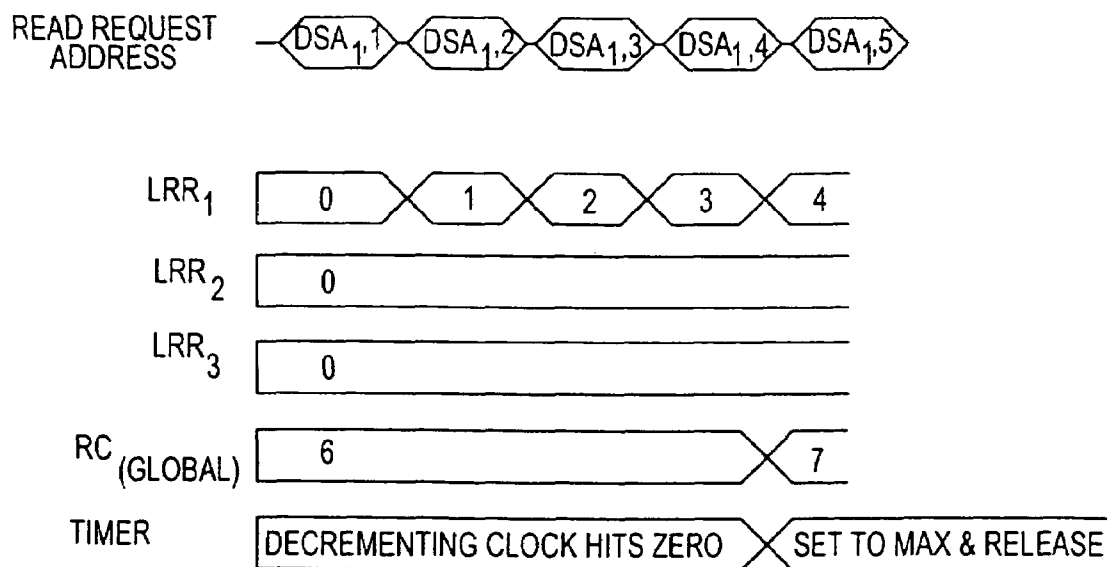 READ REQUEST
ADDRESS
DSA1,1 DSA1,2 DSA1,3 DSA1,4 DSA1,5
LRR1 0 1 2 3 4
LRR2 0
LRR3 0
RC (GLOBAL) 6 7
TIMER DECREMENTING CLOCK HITS ZERO SET TO MAX & RELEASE